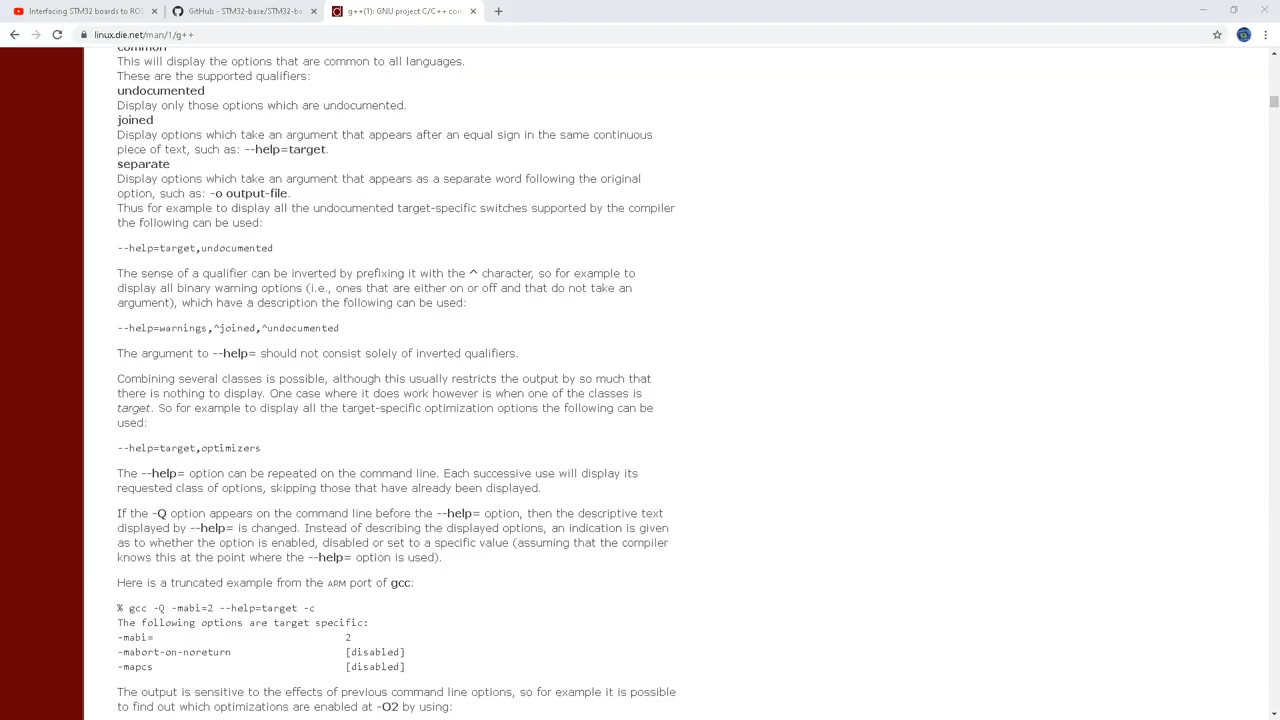 Interfacing STM32 boards to ROS
GitHub - STM32-base/STM32-ba
g++(1): GNU project C/C++ com
linux.die.net/man/1/g++
common
This will display the options that are common to all languages.
These are the supported qualifiers:
undocumented
Display only those options which are undocumented.
joined
Display options which take an argument that appears after an equal sign in the same continuous
piece of text, such as: --help=target.
separate
Display options which take an argument that appears as a separate word following the original
option, such as: -o output-file.
Thus for example to display all the undocumented target-specific switches supported by the compiler
the following can be used:
--help=target,undocumented
The sense of a qualifier can be inverted by prefixing it with the ^ character, so for example to
display all binary warning options (i.e., ones that are either on or off and that do not take an
argument), which have a description the following can be used:
--help=warnings,^joined,^undocumented
The argument to --help= should not consist solely of inverted qualifiers.
Combining several classes is possible, although this usually restricts the output by so much that
there is nothing to display. One case where it does work however is when one of the classes is
target. So for example to display all the target-specific optimization options the following can be
used:
--help=target,optimizers
The --help= option can be repeated on the command line. Each successive use will display its
requested class of options, skipping those that have already been displayed.
If the -Q option appears on the command line before the --help= option, then the descriptive text
displayed by --help= is changed. Instead of describing the displayed options, an indication is given
as to whether the option is enabled, disabled or set to a specific value (assuming that the compiler
knows this at the point where the --help= option is used).
Here is a truncated example from the ARM port of gcc:
% gcc -Q -mabi=2 --help=target -c
The following options are target specific:
-mabi= 2
-mabort-on-noreturn [disabled]
-mapcs [disabled]
The output is sensitive to the effects of previous command line options, so for example it is possible
to find out which optimizations are enabled at -O2 by using: